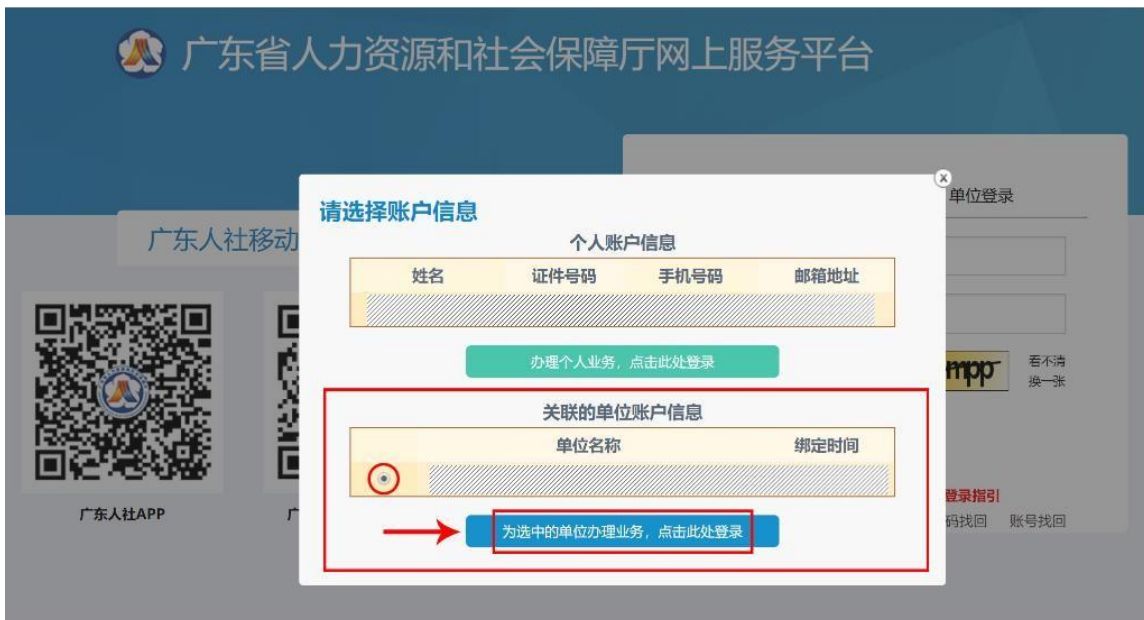 广东省人力资源和社会保障厅网上服务平台
单位登录
请选择账户信息
广东人社移动
个人账户信息
姓名 证件号码 手机号码 邮箱地址
办理个人业务，点击此处登录
mpp 看不清
换一张
关联的单位账户信息
单位名称 绑定时间
登录指引
广东人社APP
码找回 账号找回
为选中的单位办理业务，点击此处登录